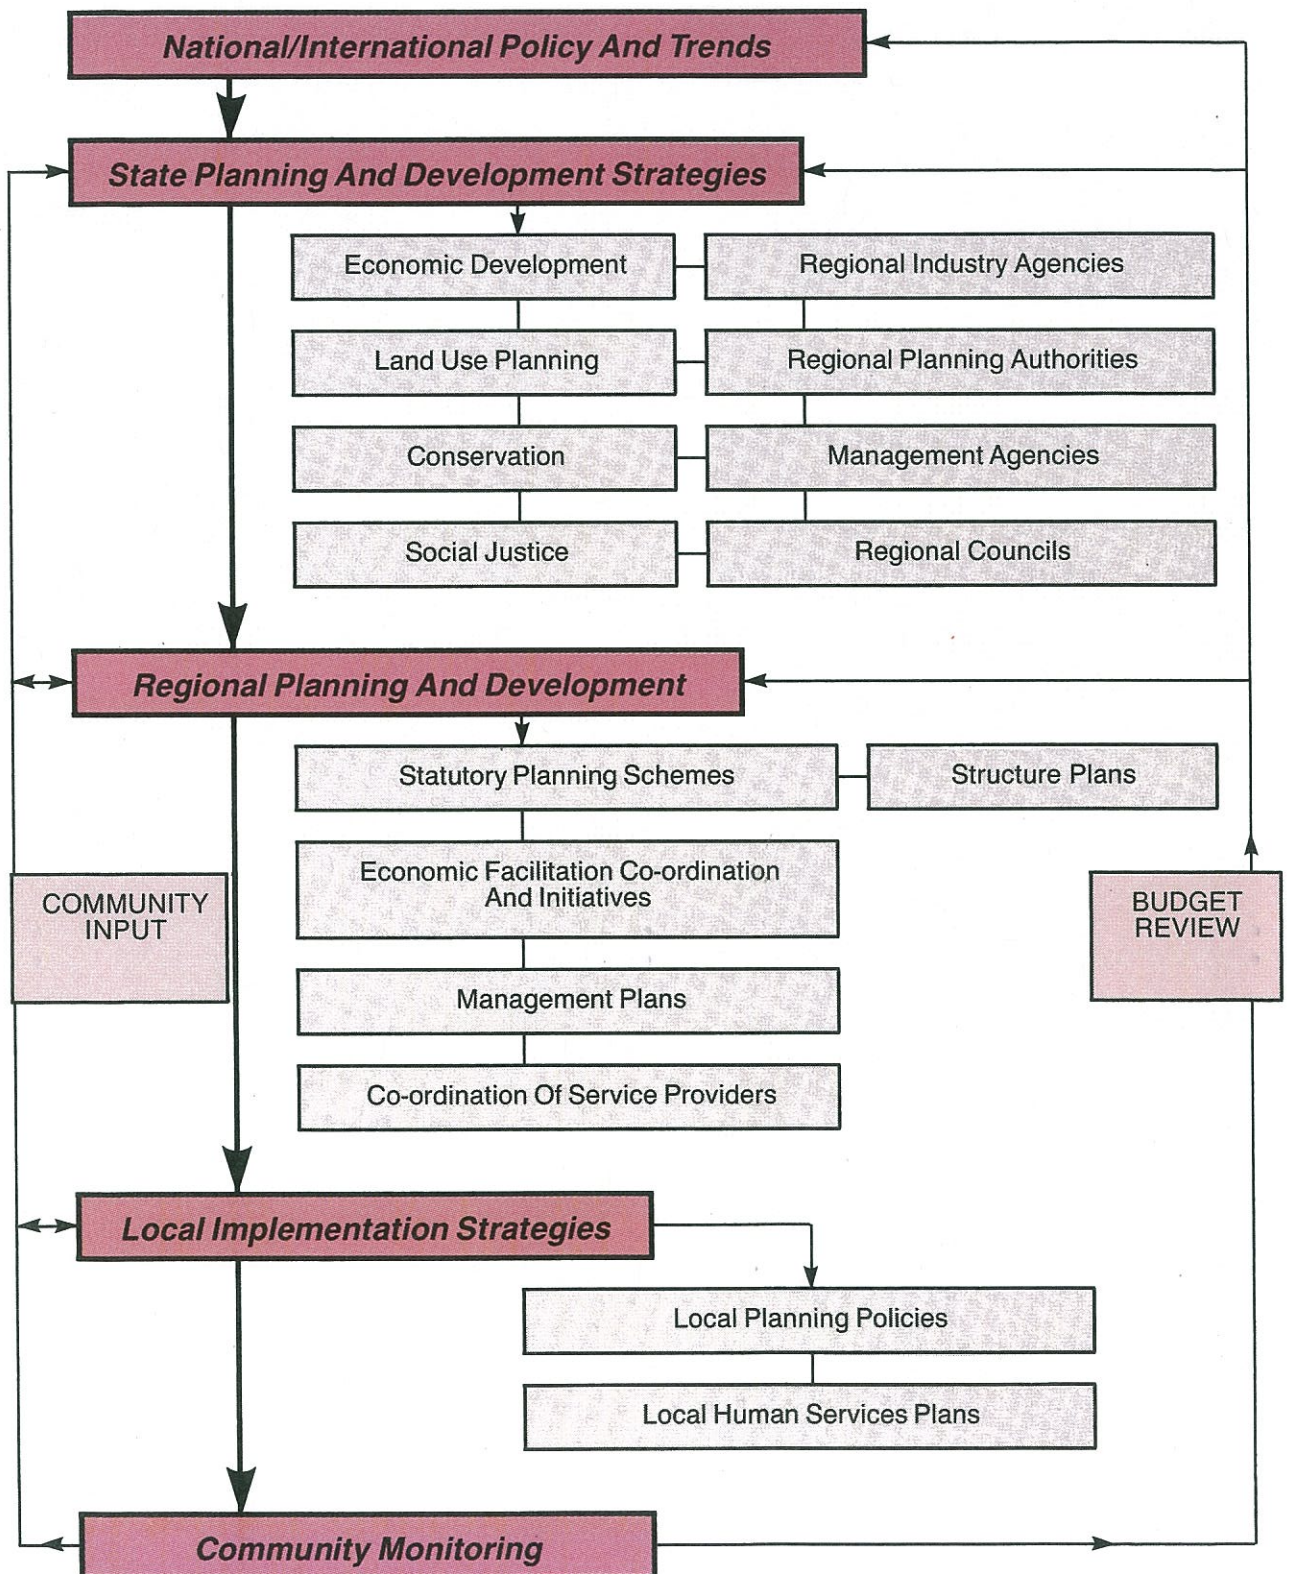 National/International Policy And Trends
State Planning And Development Strategies
Economic Development
Regional Industry Agencies
Land Use Planning
Regional Planning Authorities
Conservation
Management Agencies
Social Justice
Regional Councils
Regional Planning And Development
Statutory Planning Schemes
Structure Plans
Economic Facilitation Co-ordination
And Initiatives
COMMUNITY
INPUT
BUDGET
REVIEW
Management Plans
Co-ordination Of Service Providers
Local Implementation Strategies
Local Planning Policies
Local Human Services Plans
Community Monitoring